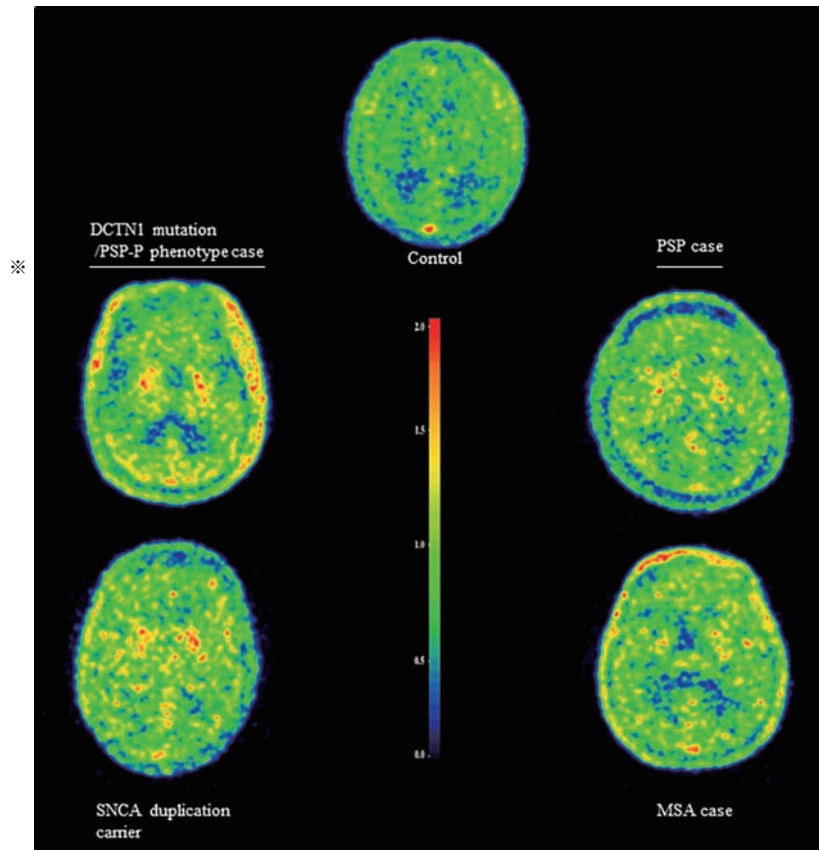 Control
DCTN1 mutation
/PSP-P phenotype case
PSP case
※
2.0
1.5
1.0
0.5
0.0
SNCA duplication
carrier
MSA case